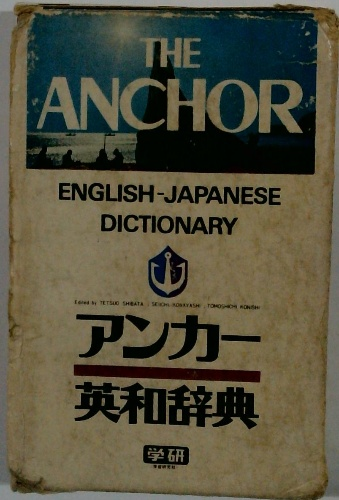 THE
ANCHOR
ENGLISH-JAPANESE
DICTIONARY
Edited by TETSUO SHIBATA · SEIICHI KOBAYASHI · TOMOSHICHI KONISHI
アンカー
英和辞典
学研